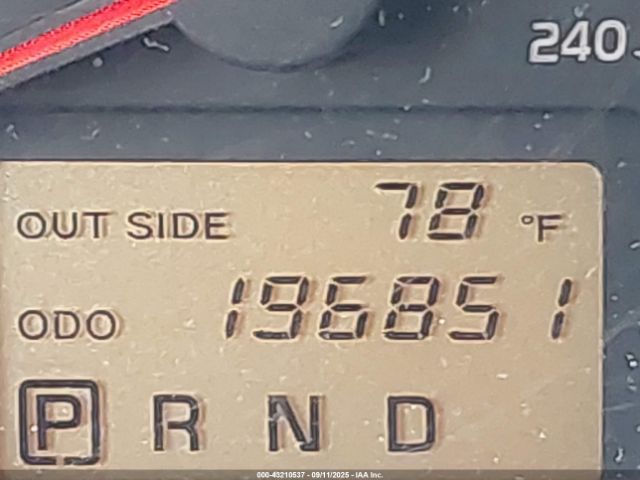 240
OUT SIDE 78 °F
ODO 196851
P R N D
000-43210537 - 09/11/2025 - IAA Inc.